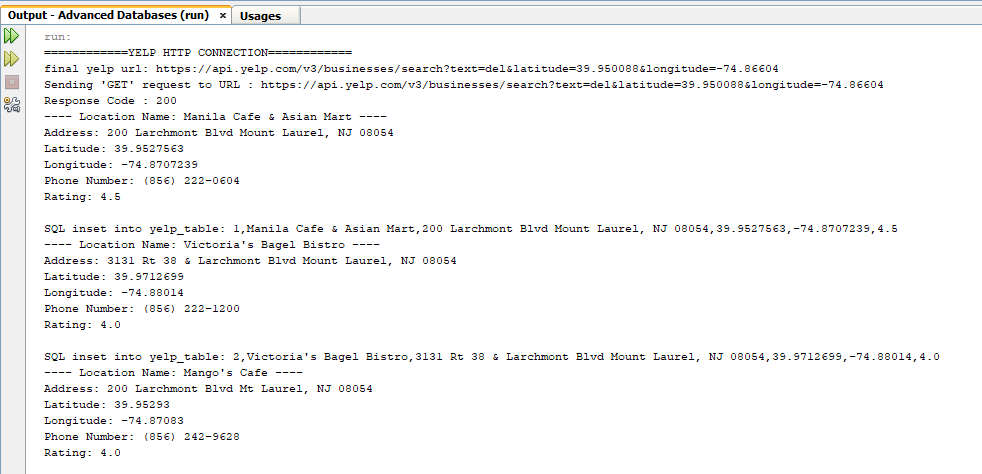 Output - Advanced Databases (run) × Usages
run:
============YELP HTTP CONNECTION============
final yelp url: https://api.yelp.com/v3/businesses/search?text=del&latitude=39.950088&longitude=-74.86604
Sending 'GET' request to URL : https://api.yelp.com/v3/businesses/search?text=del&latitude=39.950088&longitude=-74.86604
Response Code : 200
---- Location Name: Manila Cafe & Asian Mart ----
Address: 200 Larchmont Blvd Mount Laurel, NJ 08054
Latitude: 39.9527563
Longitude: -74.8707239
Phone Number: (856) 222-0604
Rating: 4.5
SQL inset into yelp_table: 1,Manila Cafe & Asian Mart,200 Larchmont Blvd Mount Laurel, NJ 08054,39.9527563,-74.8707239,4.5
---- Location Name: Victoria's Bagel Bistro ----
Address: 3131 Rt 38 & Larchmont Blvd Mount Laurel, NJ 08054
Latitude: 39.9712699
Longitude: -74.88014
Phone Number: (856) 222-1200
Rating: 4.0
SQL inset into yelp_table: 2,Victoria's Bagel Bistro,3131 Rt 38 & Larchmont Blvd Mount Laurel, NJ 08054,39.9712699,-74.88014,4.0
---- Location Name: Mango's Cafe ----
Address: 200 Larchmont Blvd Mt Laurel, NJ 08054
Latitude: 39.95293
Longitude: -74.87083
Phone Number: (856) 242-9628
Rating: 4.0